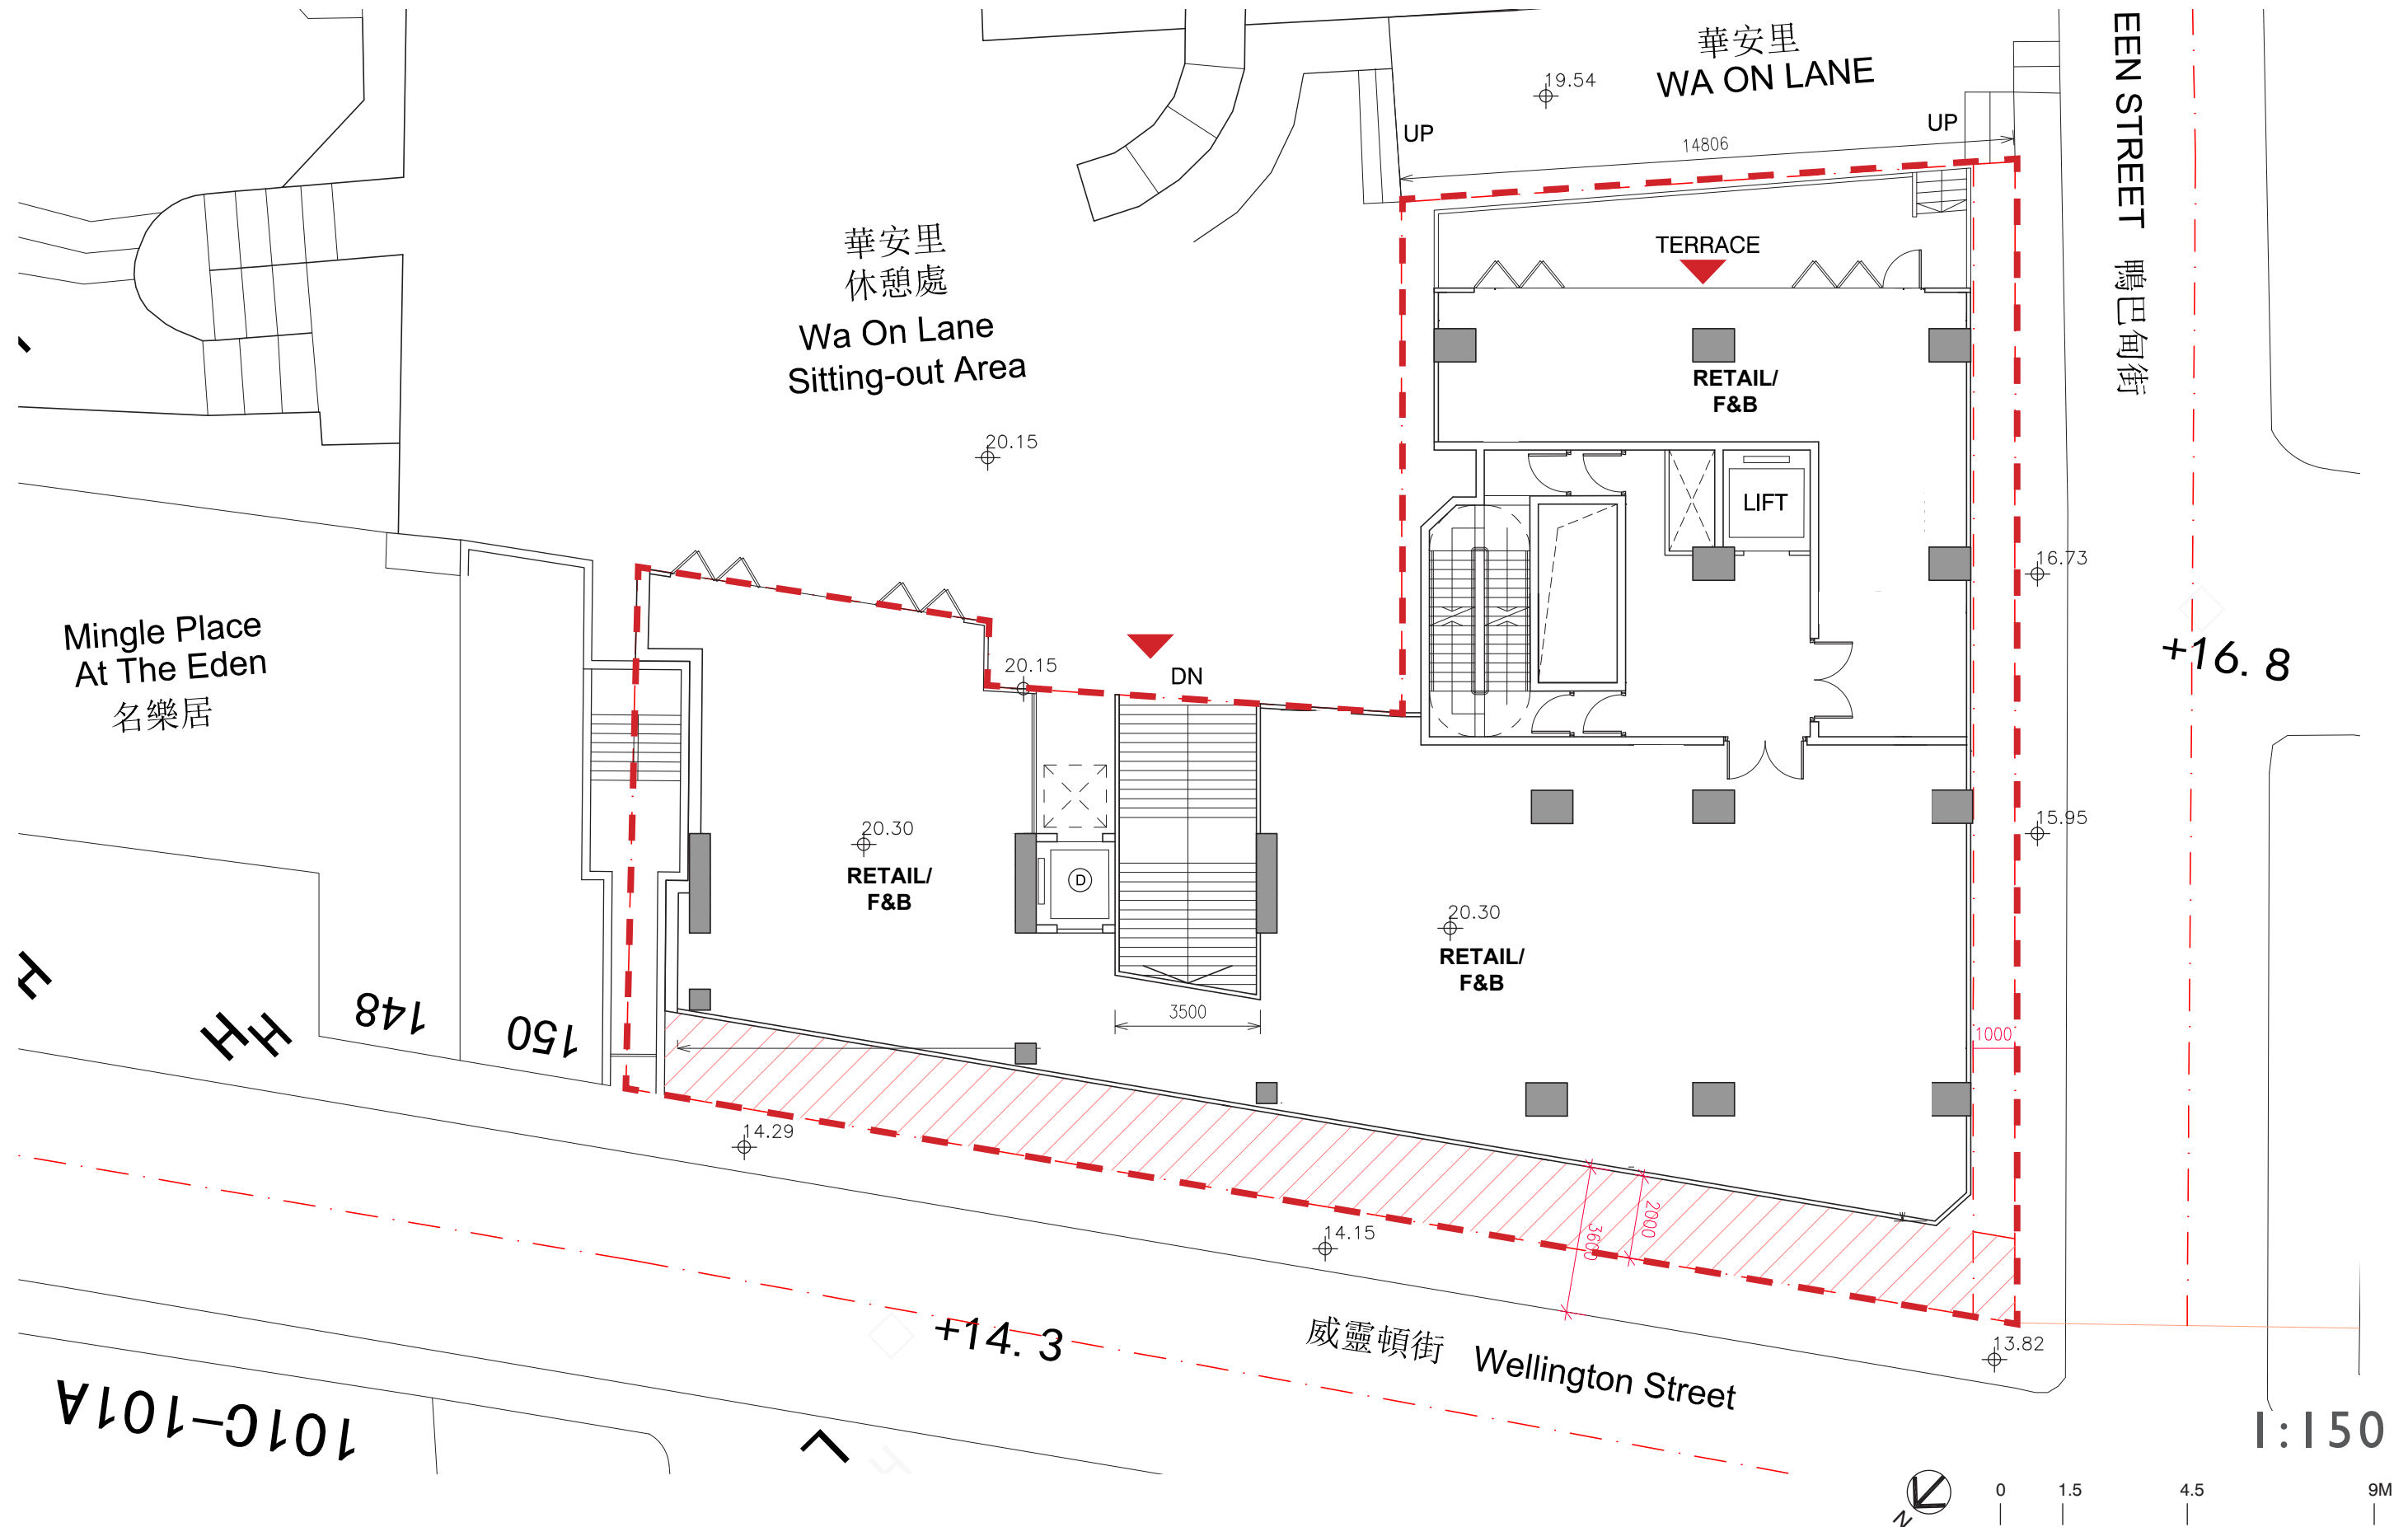 華安里
WA ON LANE
19.54
UP
UP
14806
EEN STREET 鴨巴甸街
華安里
休憩處
Wa On Lane
Sitting-out Area
TERRACE
RETAIL/
F&B
20.15
LIFT
16.73
Mingle Place
At The Eden
名樂居
20.15
DN
+16.8
15.95
20.30
RETAIL/
F&B
D
20.30
RETAIL/
F&B
H
HH
148
150
3500
1000
14.29
2000
3600
14.15
+14.3
威靈頓街 Wellington Street
13.82
101C-101A
1:150
N
0 1.5 4.5 9M